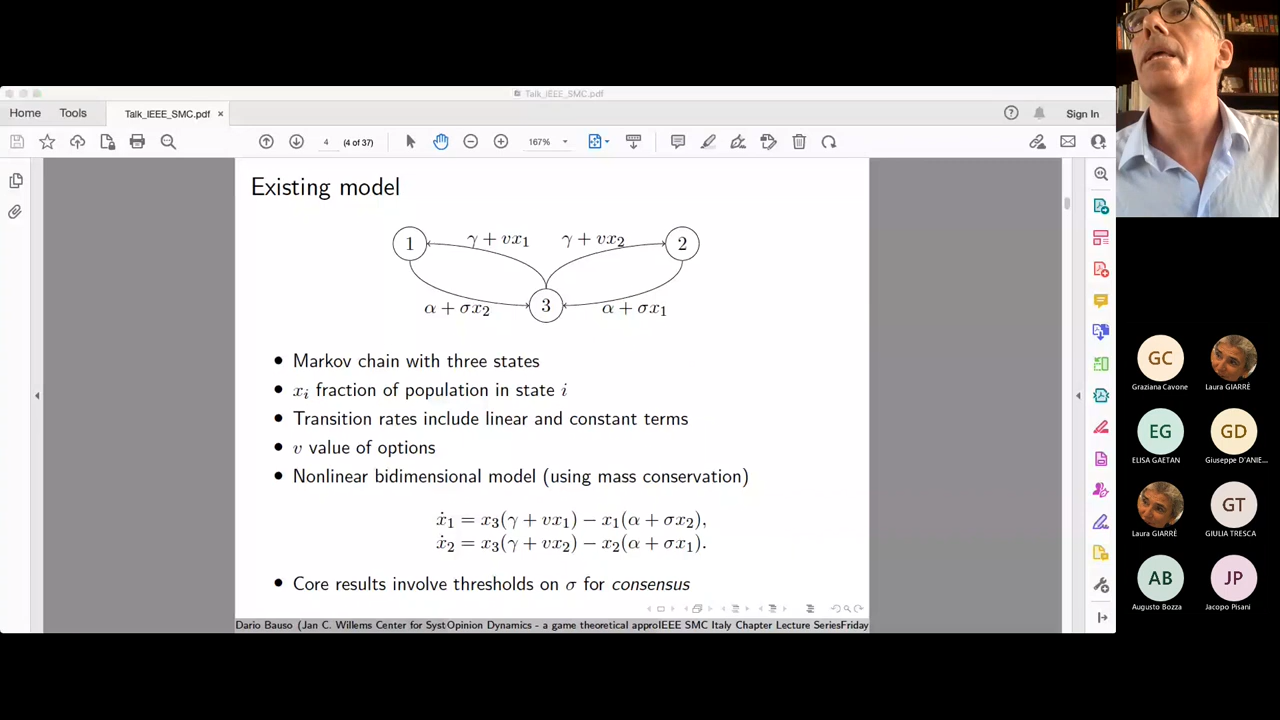 Talk_IEEE_SMC.pdf
Home Tools Talk_IEEE_SMC.pdf × Sign In
4 (4 of 37) 167%
Existing model
1 γ + vx₁ γ + vx₂ 2
α + σx₂ 3 α + σx₁
• Markov chain with three states
• xᵢ fraction of population in state i
• Transition rates include linear and constant terms
• v value of options
• Nonlinear bidimensional model (using mass conservation)
ẋ₁ = x₃(γ + vx₁) − x₁(α + σx₂),
ẋ₂ = x₃(γ + vx₂) − x₂(α + σx₁).
• Core results involve thresholds on σ for consensus
Dario Bauso (Jan C. Willems Center for Syst Opinion Dynamics - a game theoretical appro IEEE SMC Italy Chapter Lecture Series Friday
GC
Graziana Cavone Laura GIARRÈ
EG GD
ELISA GAETAN Giuseppe D'ANIE...
GT
Laura GIARRÈ GIULIA TRESCA
AB JP
Augusto Bozza Jacopo Pisani